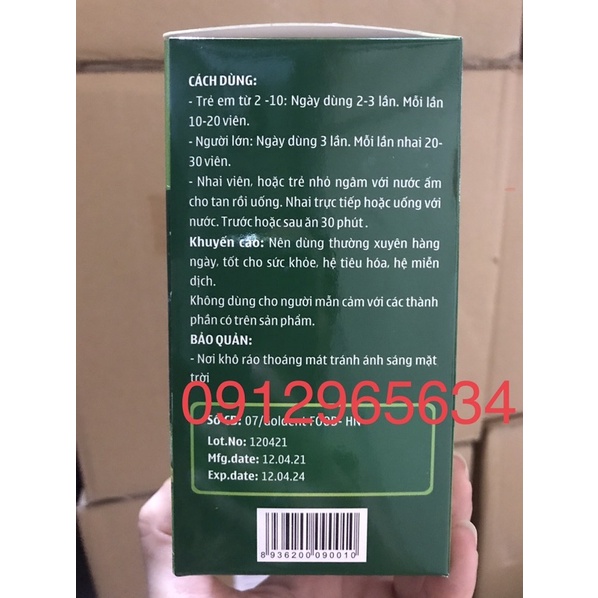 CÁCH DÙNG:
- Trẻ em từ 2 -10: Ngày dùng 2-3 lần. Mỗi lần
10-20 viên.
- Người lớn: Ngày dùng 3 lần. Mỗi lần nhai 20-
30 viên.
- Nhai viên, hoặc trẻ nhỏ ngâm với nước ấm
cho tan rồi uống. Nhai trực tiếp hoặc uống với
nước. Trước hoặc sau ăn 30 phút .
Khuyến cáo: Nên dùng thường xuyên hàng
ngày, tốt cho sức khỏe, hệ tiêu hóa, hệ miễn
dịch.
Không dùng cho người mẫn cảm với các thành
phần có trên sản phẩm.
BẢO QUẢN:
- Nơi khô ráo thoáng mát tránh ánh sáng mặt
trời
0912965634
Số CB: 07/Goldent FOOD- HN
Lot.No: 120421
Mfg.date: 12.04.21
Exp.date: 12.04.24
8 936200 090010